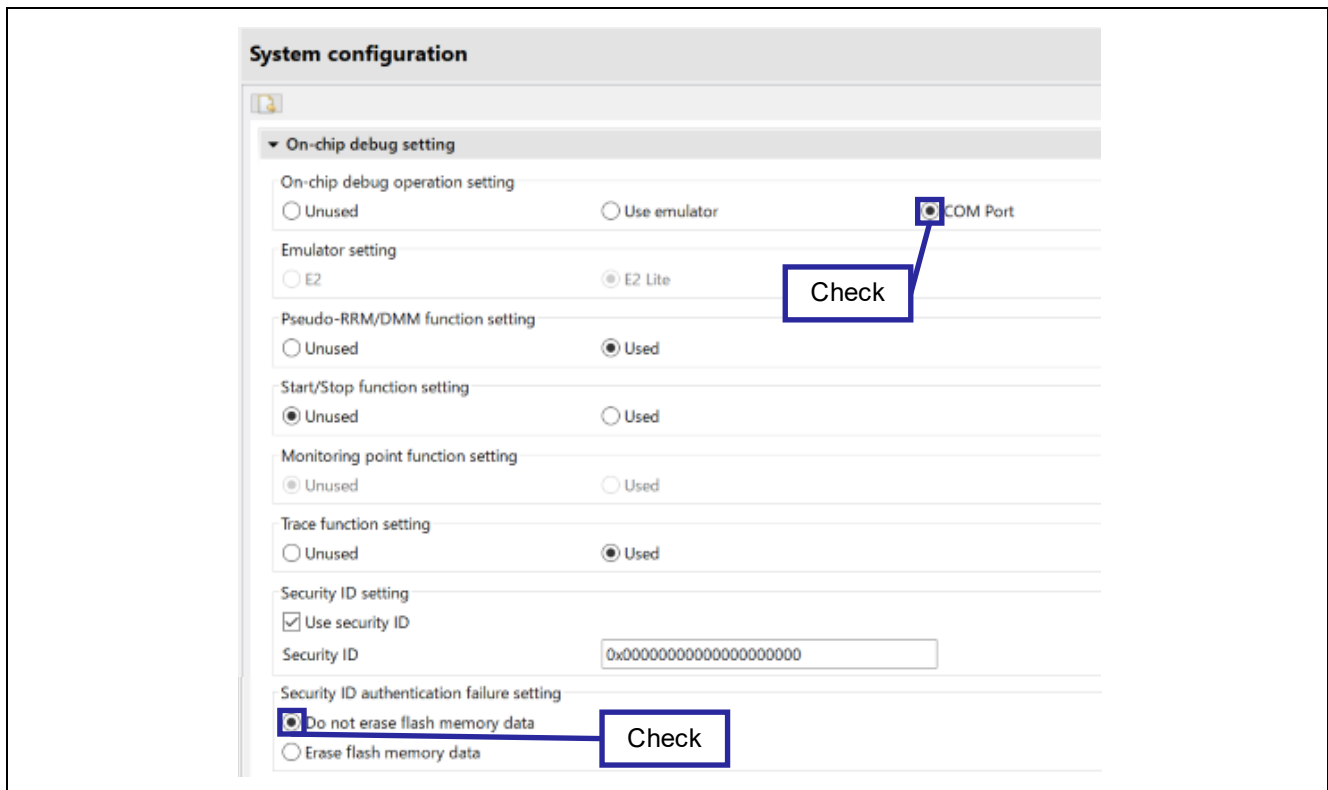 System configuration
On-chip debug setting
On-chip debug operation setting
Unused Use emulator COM Port
Emulator setting
E2 E2 Lite
Check
Pseudo-RRM/DMM function setting
Unused Used
Start/Stop function setting
Unused Used
Monitoring point function setting
Unused Used
Trace function setting
Unused Used
Security ID setting
Use security ID
Security ID 0x00000000000000000000
Security ID authentication failure setting
Do not erase flash memory data
Check
Erase flash memory data